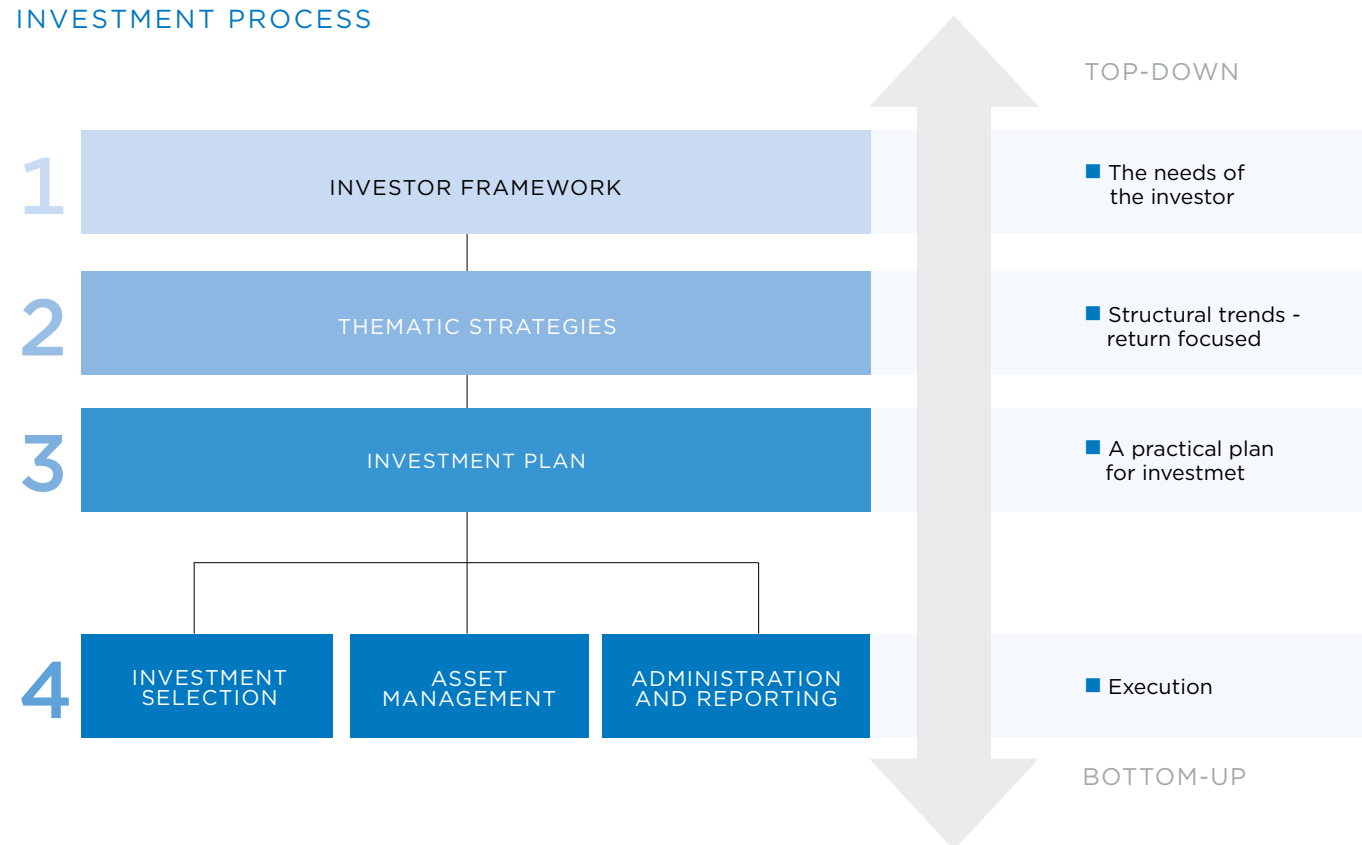 INVESTMENT PROCESS
TOP-DOWN
1
INVESTOR FRAMEWORK
■ The needs of
the investor
2
THEMATIC STRATEGIES
■ Structural trends -
return focused
3
INVESTMENT PLAN
■ A practical plan
for investmet
4
INVESTMENT
SELECTION
ASSET
MANAGEMENT
ADMINISTRATION
AND REPORTING
■ Execution
BOTTOM-UP